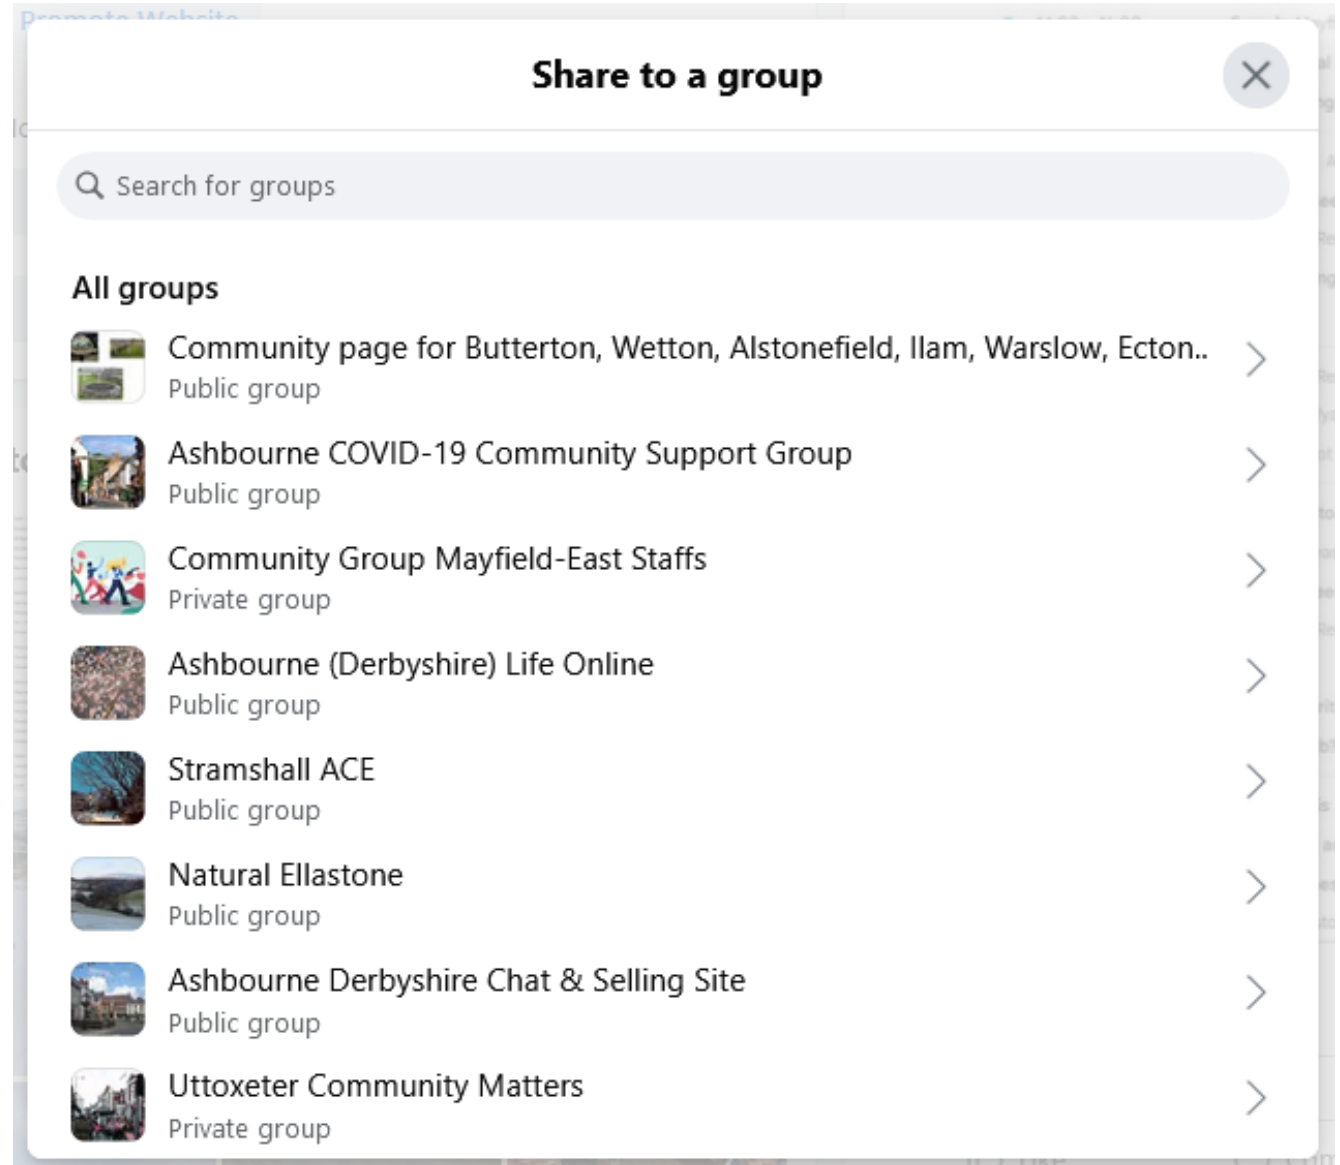 Promote Website
Share to a group
Search for groups
All groups
Community page for Butterton, Wetton, Alstonefield, Ilam, Warslow, Ecton..
Public group
Ashbourne COVID-19 Community Support Group
Public group
Community Group Mayfield-East Staffs
Private group
Ashbourne (Derbyshire) Life Online
Public group
Stramshall ACE
Public group
Natural Ellastone
Public group
Ashbourne Derbyshire Chat & Selling Site
Public group
Uttoxeter Community Matters
Private group